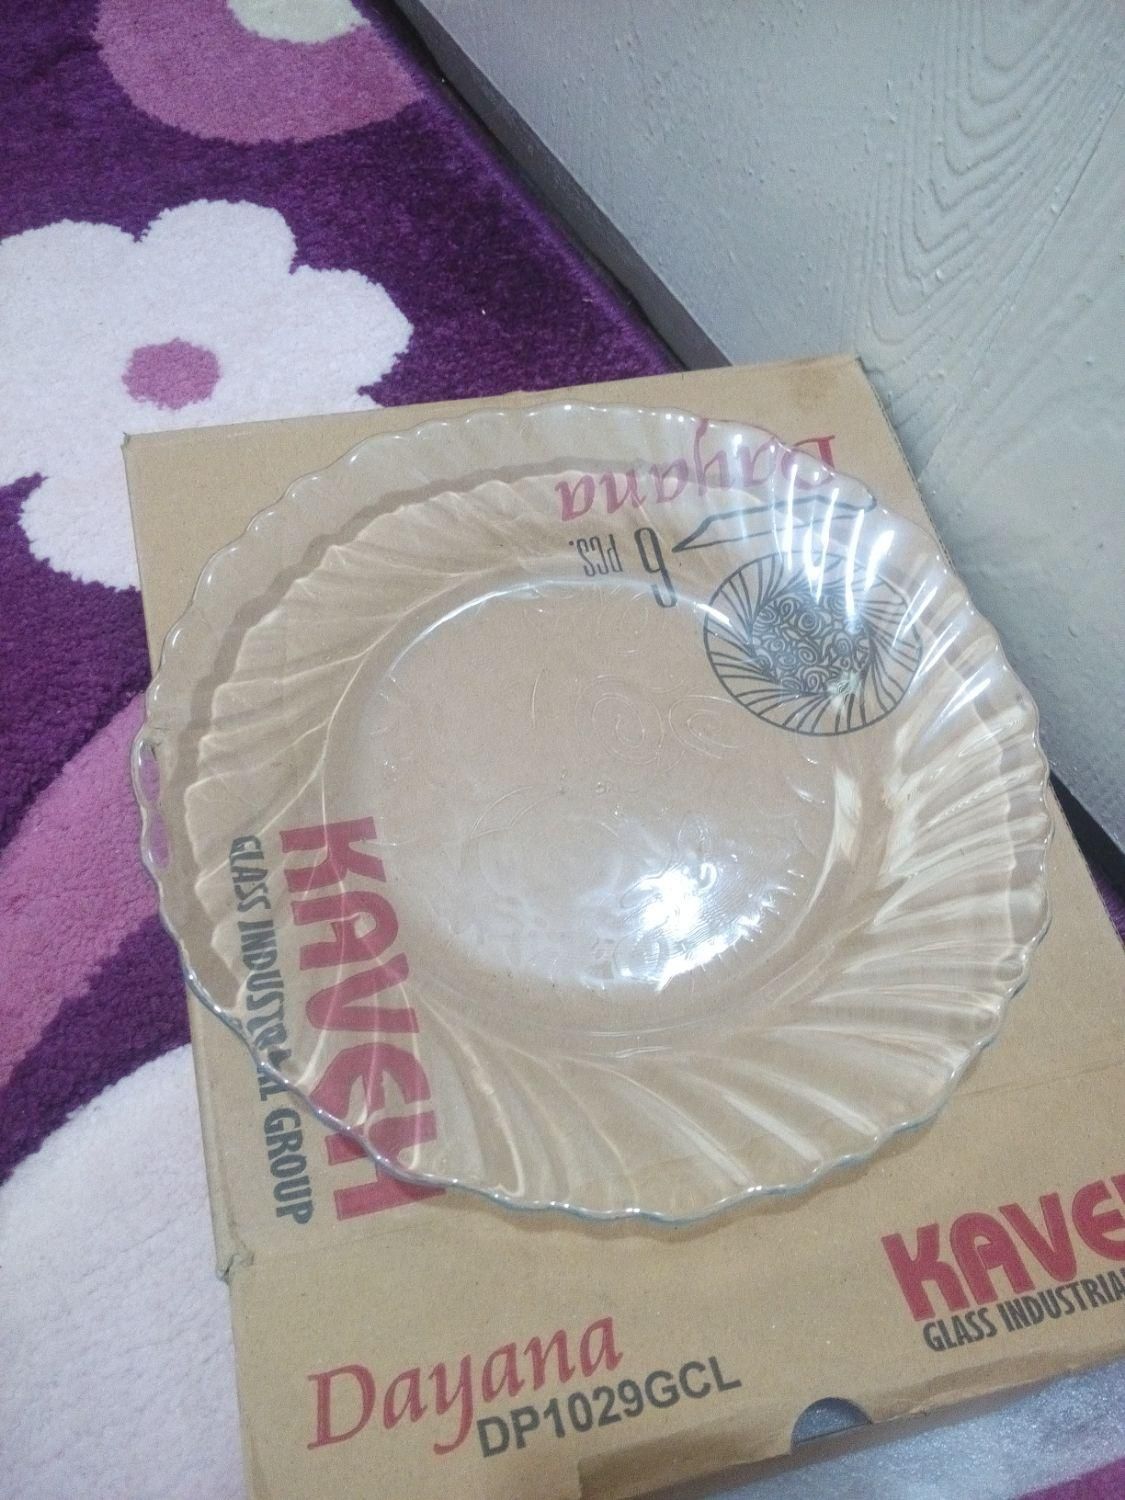 Dayana
6 PCS.
KAVEH
GLASS INDUSTRIAL GROUP
KAVE
GLASS INDUSTRIA
Dayana
DP1029GCL